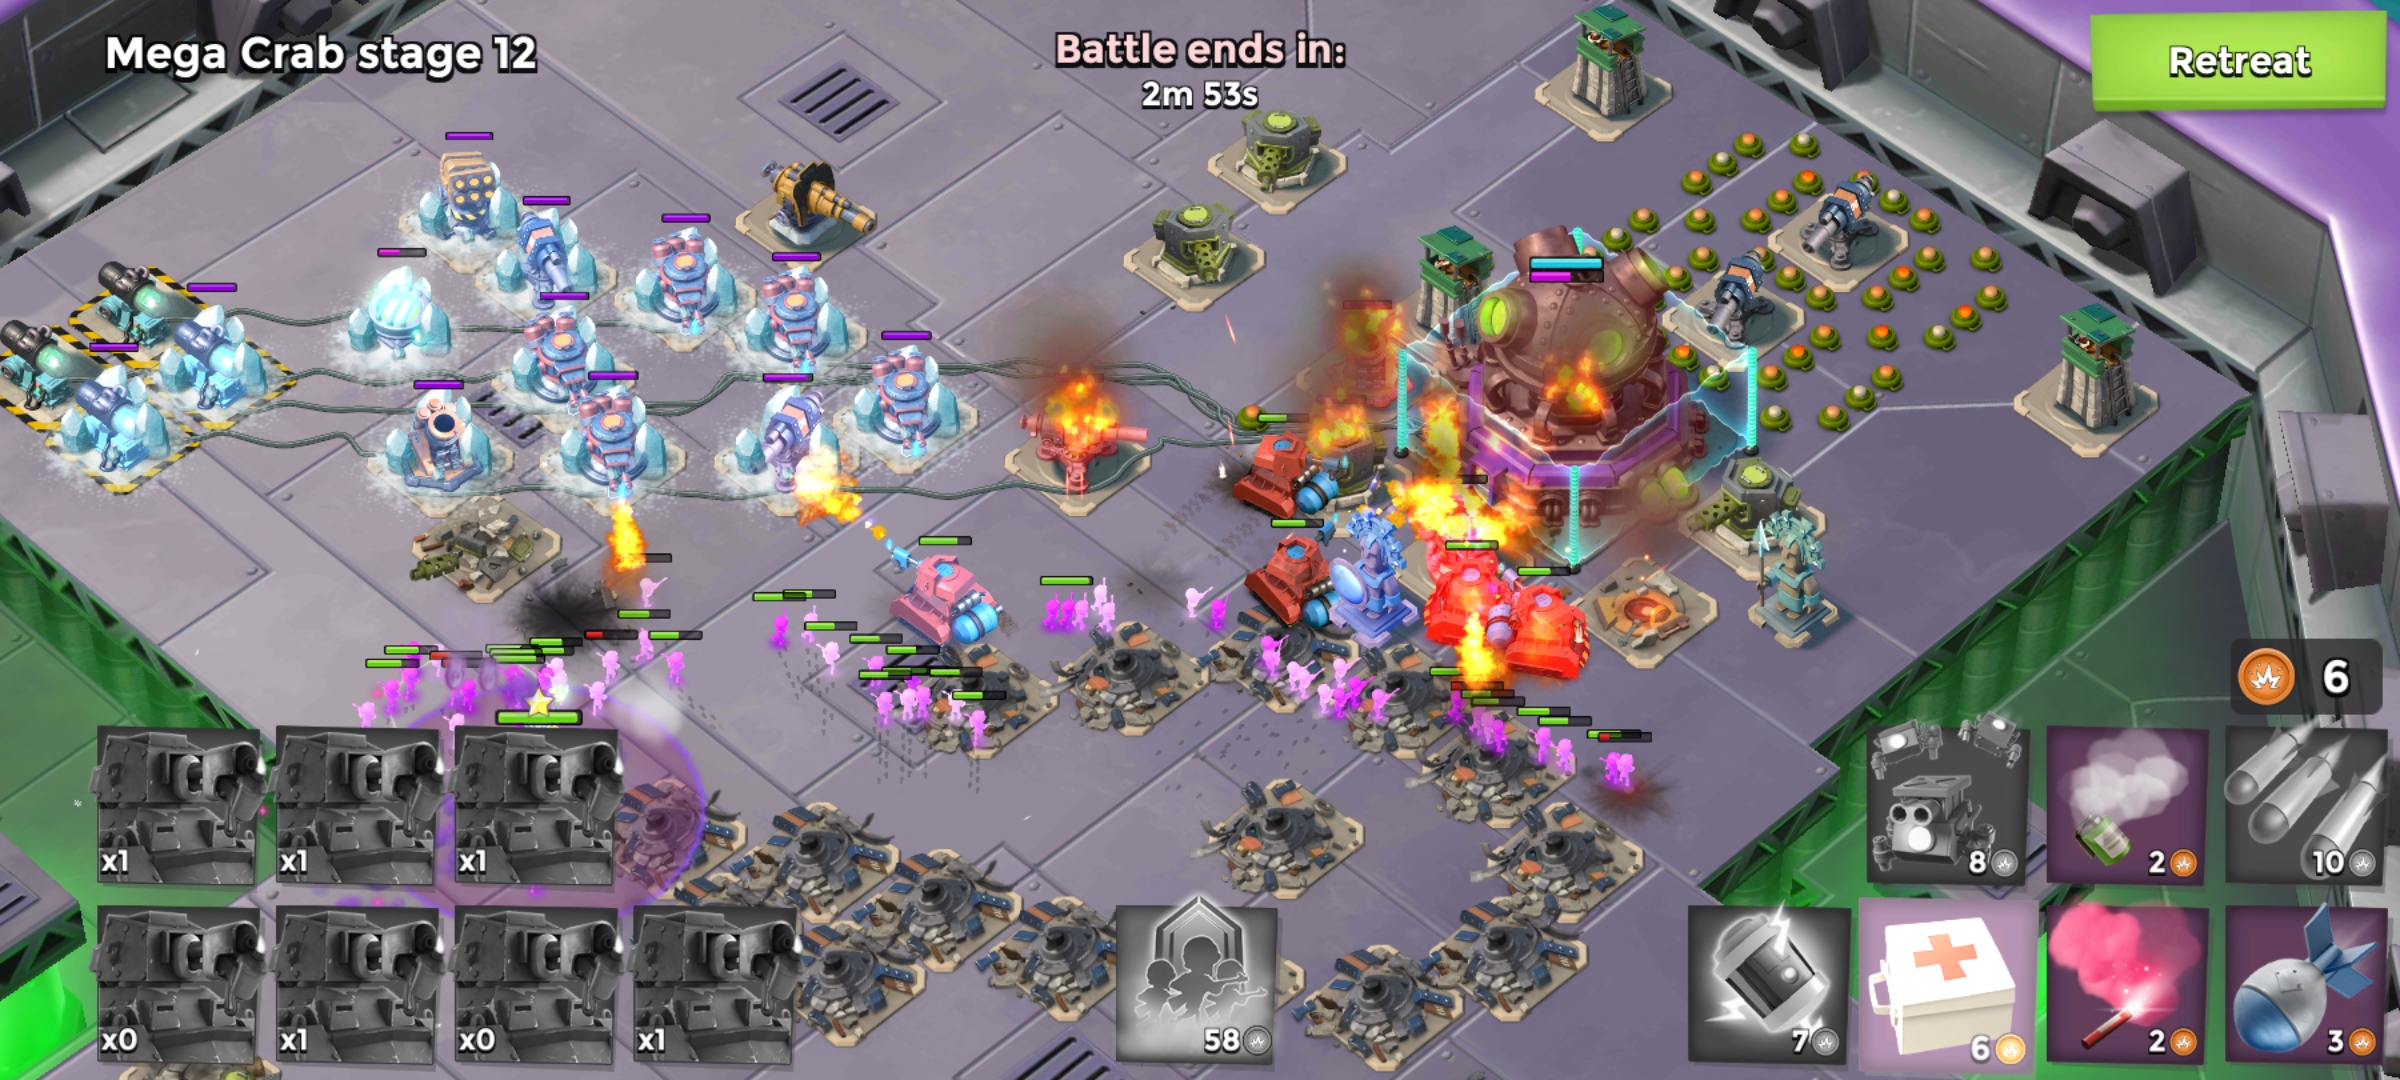 Mega Crab stage 12
Battle ends in:
2m 53s
Retreat
6
x1
x1
x1
8
2
10
x0
x1
x0
x1
58
7
6
2
3